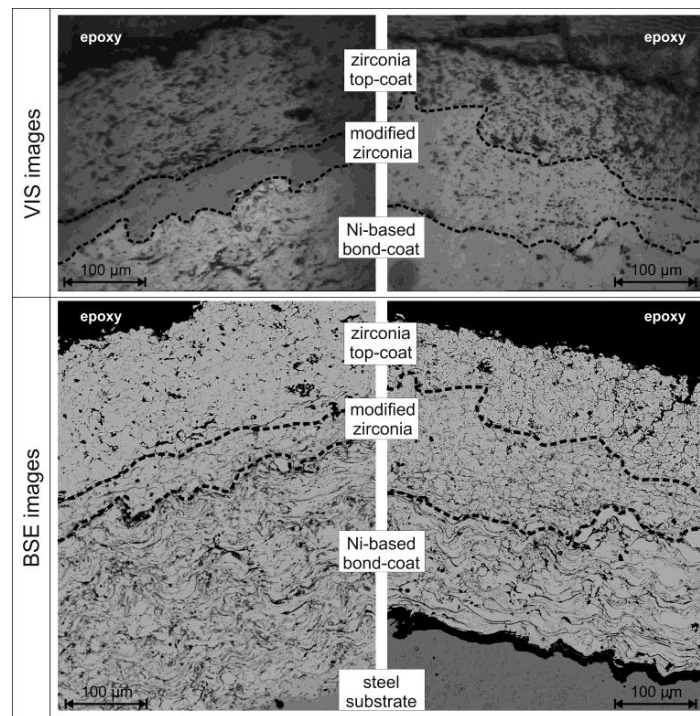 VIS images
epoxy
epoxy
zirconia
top-coat
modified
zirconia
Ni-based
bond-coat
100 µm
100 µm
BSE images
epoxy
epoxy
zirconia
top-coat
modified
zirconia
Ni-based
bond-coat
steel
substrate
100 µm
100 µm